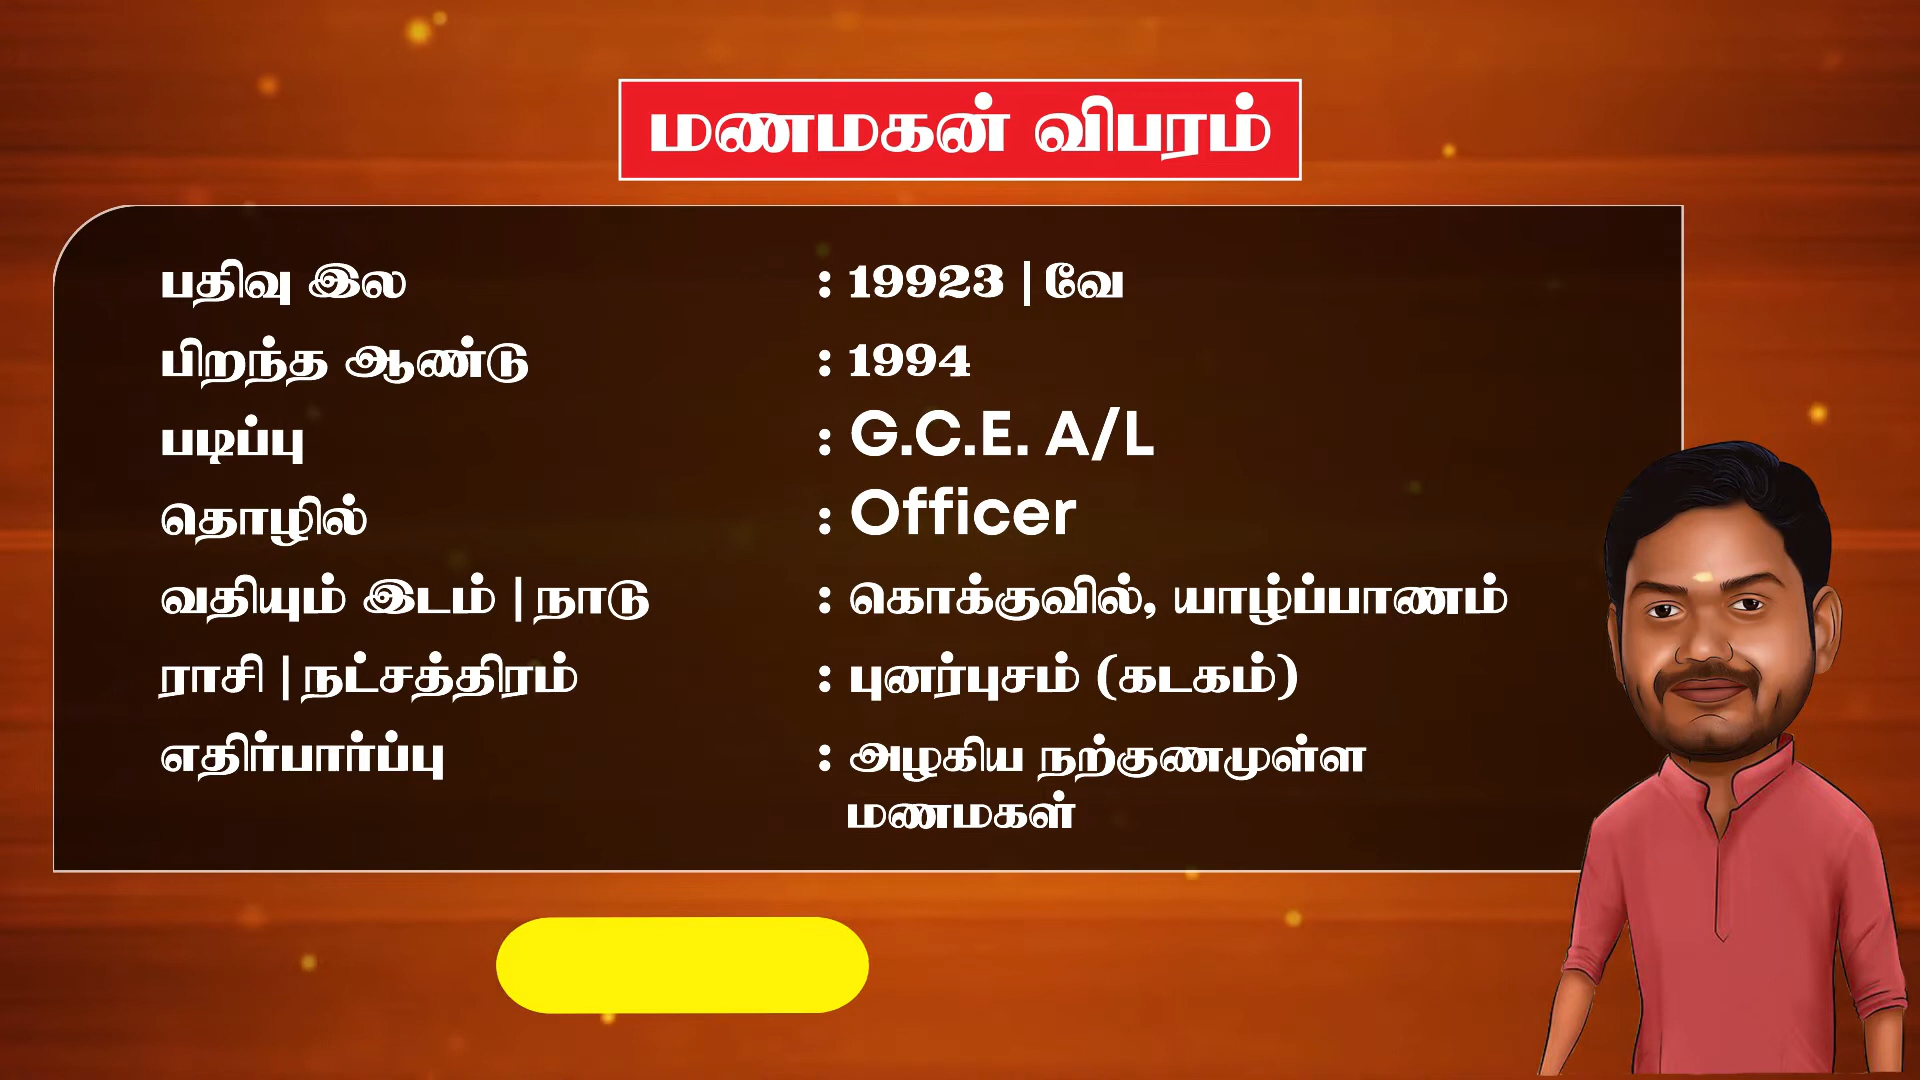 மணமகன் விபரம்
பதிவு இல : 19923 | வே
பிறந்த ஆண்டு : 1994
படிப்பு : G.C.E. A/L
தொழில் : Officer
வதியும் இடம் | நாடு : கொக்குவில், யாழ்ப்பாணம்
ராசி | நட்சத்திரம் : புனர்புசம் (கடகம்)
எதிர்பார்ப்பு : அழகிய நற்குணமுள்ள
மணமகள்